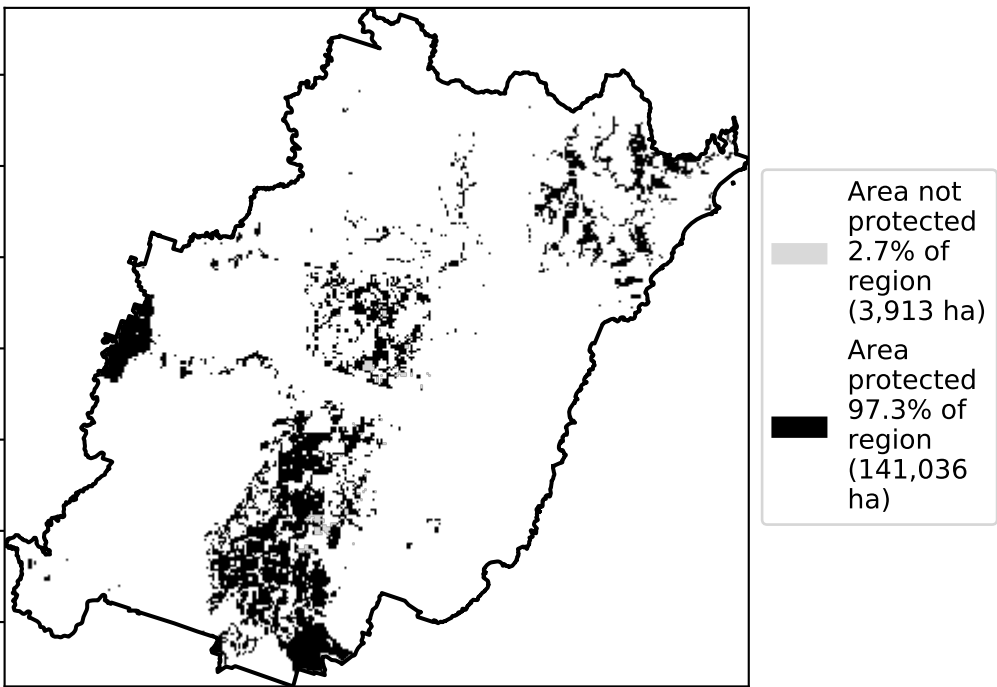 Area not
protected
2.7% of
region
(3,913 ha)
Area
protected
97.3% of
region
(141,036
ha)